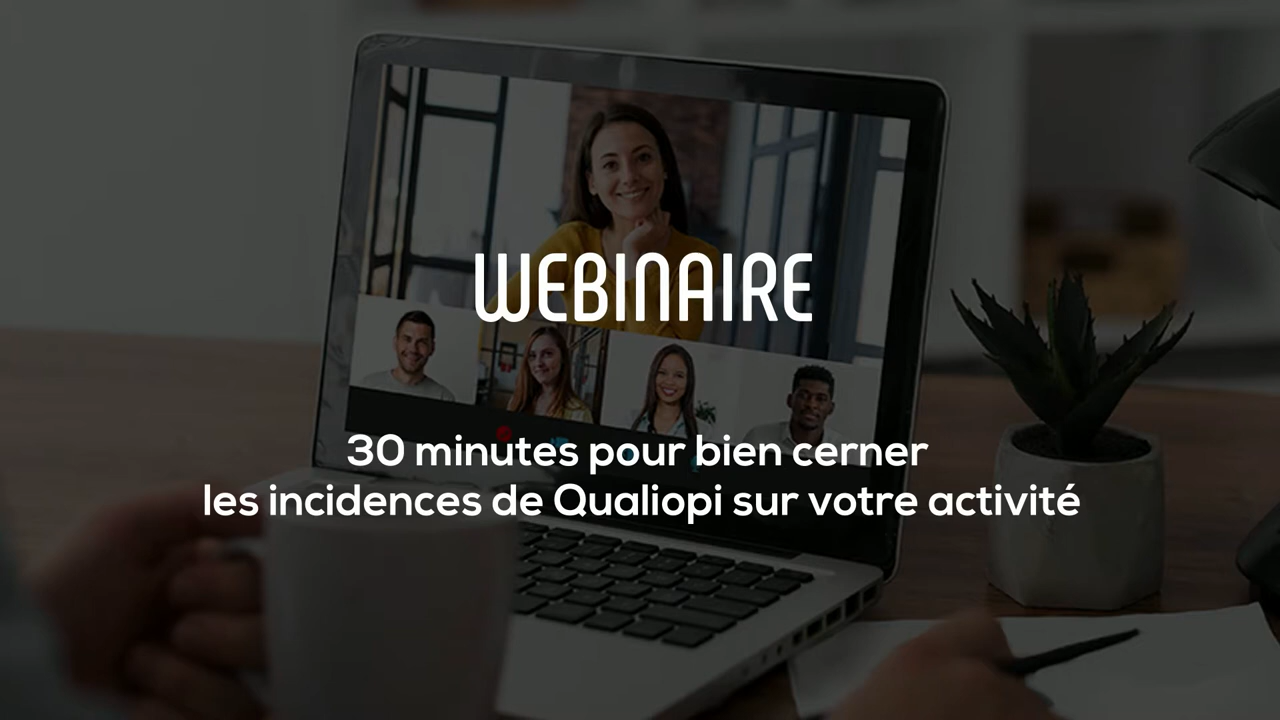 WEBINAIRE
30 minutes pour bien cerner
les incidences de Qualiopi sur votre activité